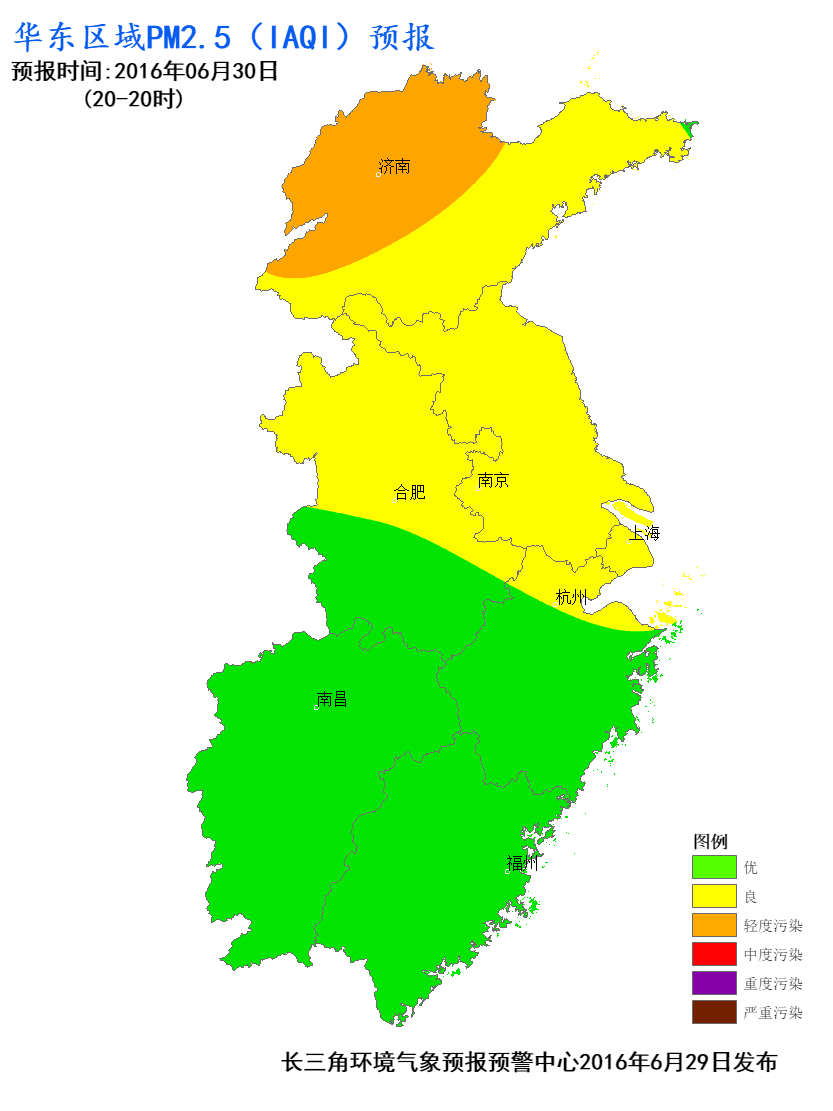 华东区域PM2.5（IAQI）预报
预报时间:2016年06月30日
(20-20时)
济南
南京
合肥
上海
杭州
南昌
福州
图例
优
良
轻度污染
中度污染
重度污染
严重污染
长三角环境气象预报预警中心2016年6月29日发布